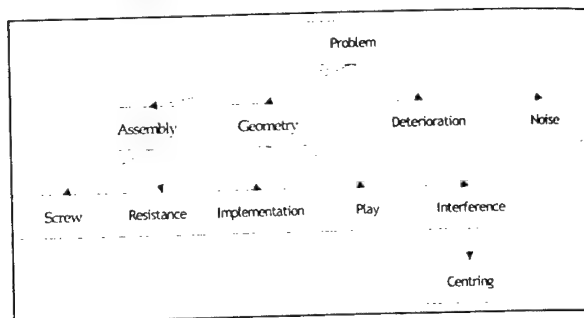 Problem
Assembly Geometry Deterioration Noise
Screw Resistance Implementation Play Interference
Centring